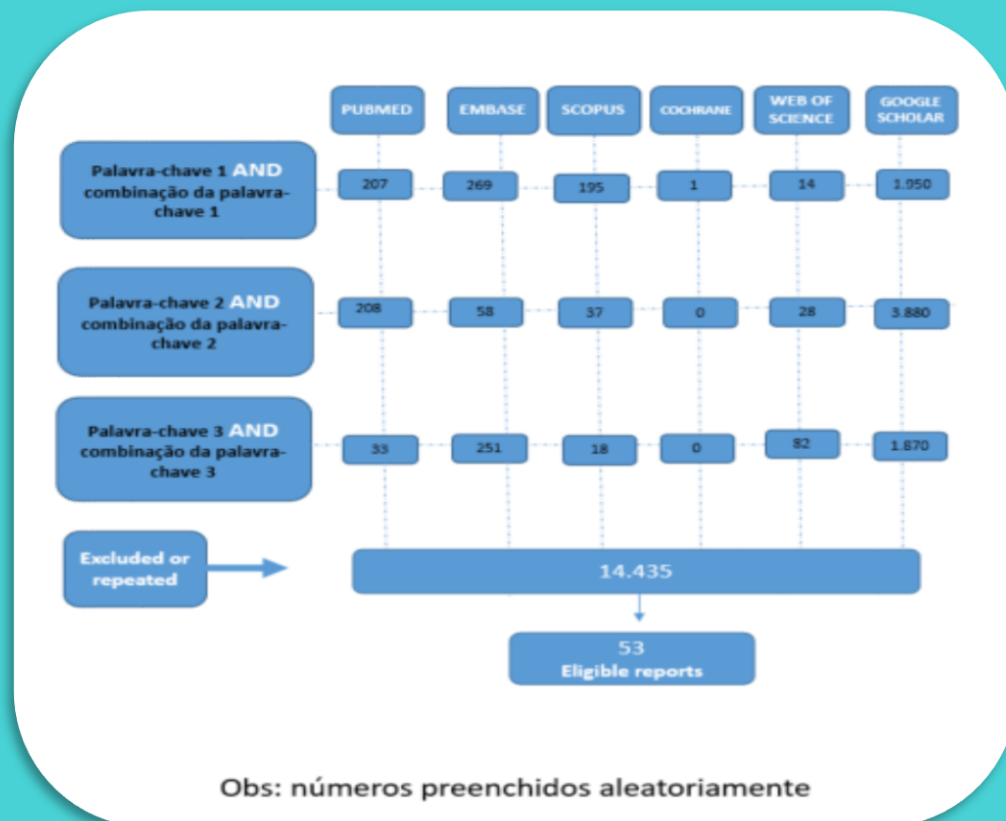 PUBMED
EMBASE
SCOPUS
COCHRANE
WEB OF
SCIENCE
GOOGLE
SCHOLAR
Palavra-chave 1 AND
combinação da palavra-
chave 1
207
269
195
1
14
1.950
Palavra-chave 2 AND
combinação da palavra-
chave 2
208
58
37
0
28
3.880
Palavra-chave 3 AND
combinação da palavra-
chave 3
33
251
18
0
82
1.870
Excluded or
repeated
14.435
53
Eligible reports
Obs: números preenchidos aleatoriamente